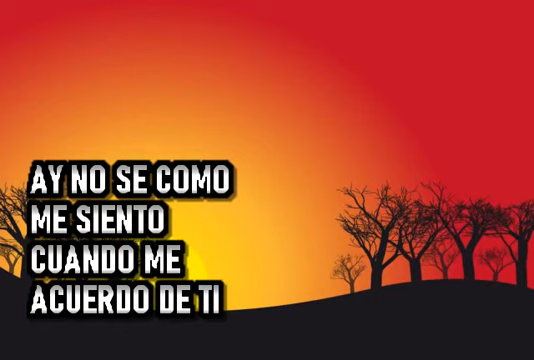 AY NO SE COMO
ME SIENTO
CUANDO ME
ACUERDO DE TI